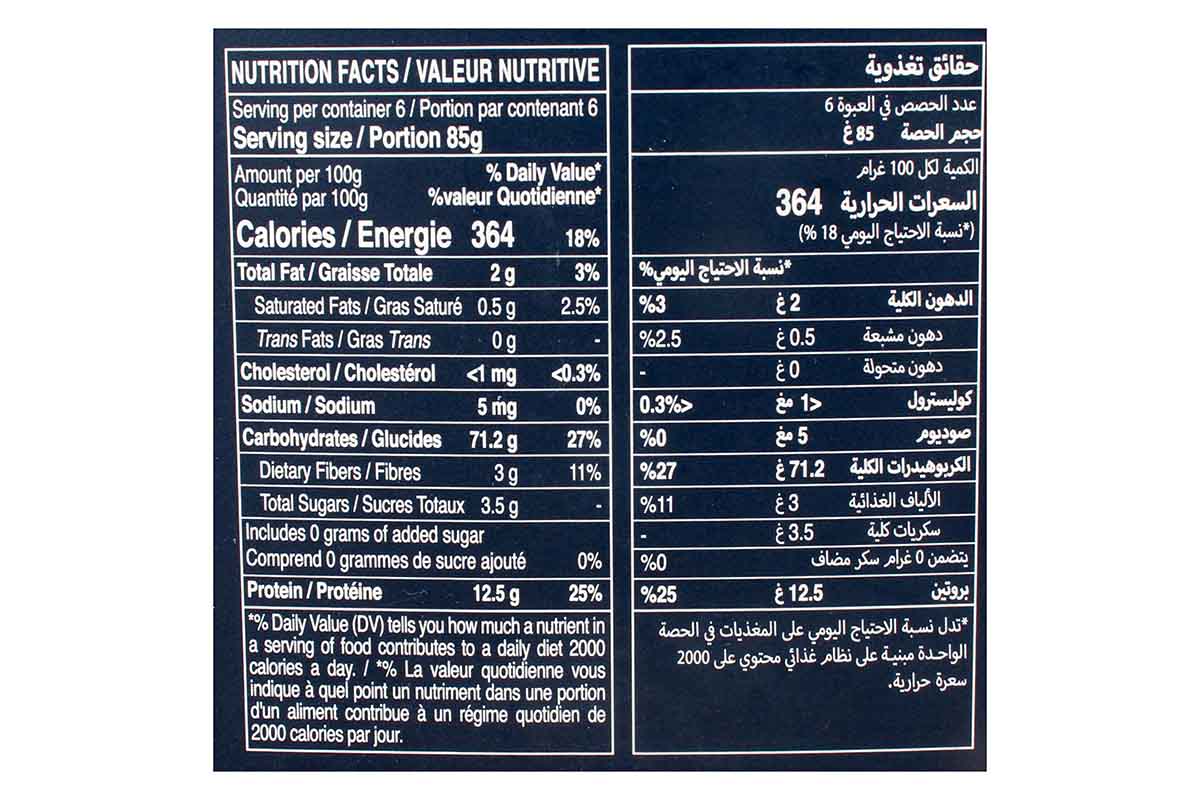 NUTRITION FACTS / VALEUR NUTRITIVE
Serving per container 6 / Portion par contenant 6
Serving size / Portion 85g
Amount per 100g % Daily Value*
Quantité par 100g %valeur Quotidienne*
Calories / Energie 364 18%
Total Fat / Graisse Totale 2 g 3%
Saturated Fats / Gras Saturé 0.5 g 2.5%
Trans Fats / Gras Trans 0 g -
Cholesterol / Cholestérol <1 mg <0.3%
Sodium / Sodium 5 mg 0%
Carbohydrates / Glucides 71.2 g 27%
Dietary Fibers / Fibres 3 g 11%
Total Sugars / Sucres Totaux 3.5 g -
Includes 0 grams of added sugar
Comprend 0 grammes de sucre ajouté 0%
Protein / Protéine 12.5 g 25%
*% Daily Value (DV) tells you how much a nutrient in
a serving of food contributes to a daily diet 2000
calories a day. / *% La valeur quotidienne vous
indique à quel point un nutriment dans une portion
d'un aliment contribue à un régime quotidien de
2000 calories par jour.
حقائق تغذوية
عدد الحصص في العبوة 6
حجم الحصة 85 غ
الكمية لكل 100 غرام
السعرات الحرارية 364
(*نسبة الاحتياج اليومي 18 %)
*نسبة الاحتياج اليومي%
الدهون الكلية 2 غ 3%
دهون مشبعة 0.5 غ 2.5%
دهون متحولة 0 غ -
كوليسترول <1 مغ <0.3%
صوديوم 5 مغ 0%
الكربوهيدرات الكلية 71.2 غ 27%
الألياف الغذائية 3 غ 11%
سكريات كلية 3.5 غ -
يتضمن 0 غرام سكر مضاف 0%
بروتين 12.5 غ 25%
*تدل نسبة الاحتياج اليومي على المغذيات في الحصة
الواحدة مبنية على نظام غذائي محتوي على 2000
سعرة حرارية.